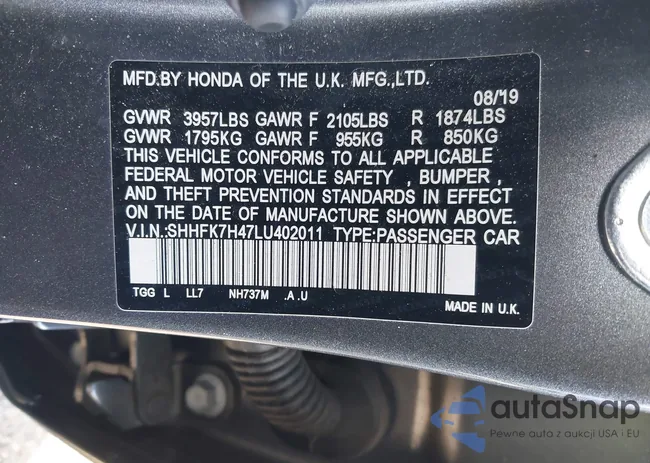 MFD.BY HONDA OF THE U.K. MFG.,LTD.
08/19
GVWR 3957LBS GAWR F 2105LBS R 1874LBS
GVWR 1795KG GAWR F 955KG R 850KG
THIS VEHICLE CONFORMS TO ALL APPLICABLE
FEDERAL MOTOR VEHICLE SAFETY , BUMPER ,
AND THEFT PREVENTION STANDARDS IN EFFECT
ON THE DATE OF MANUFACTURE SHOWN ABOVE.
V.I.N.:SHHFK7H47LU402011 TYPE:PASSENGER CAR
TGG L LL7 NH737M .A .U
MADE IN U.K.
autaSnap
Pewne auta z aukcji USA i EU